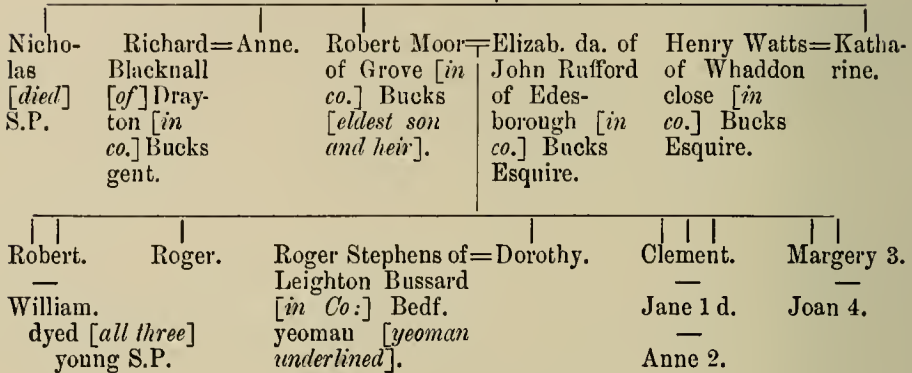 Nicho-
las
[died]
S.P.
Richard=Anne.
Blacknall
[of] Dray-
ton [in
co.] Bucks
gent.
Robert Moor=Elizab. da. of
of Grove [in
co.] Bucks
[eldest son
and heir].
John Rufford
of Edes-
borough [in
co.] Bucks
Esquire.
Henry Watts=Katha-
of Whaddon rine.
close [in
co.] Bucks
Esquire.
Robert.
—
William.
dyed [all three]
young S.P.
Roger.
Roger Stephens of=Dorothy.
Leighton Bussard
[in Co:] Bedf.
yeoman [yeoman
underlined].
Clement.
—
Jane 1 d.
—
Anne 2.
Margery 3.
—
Joan 4.